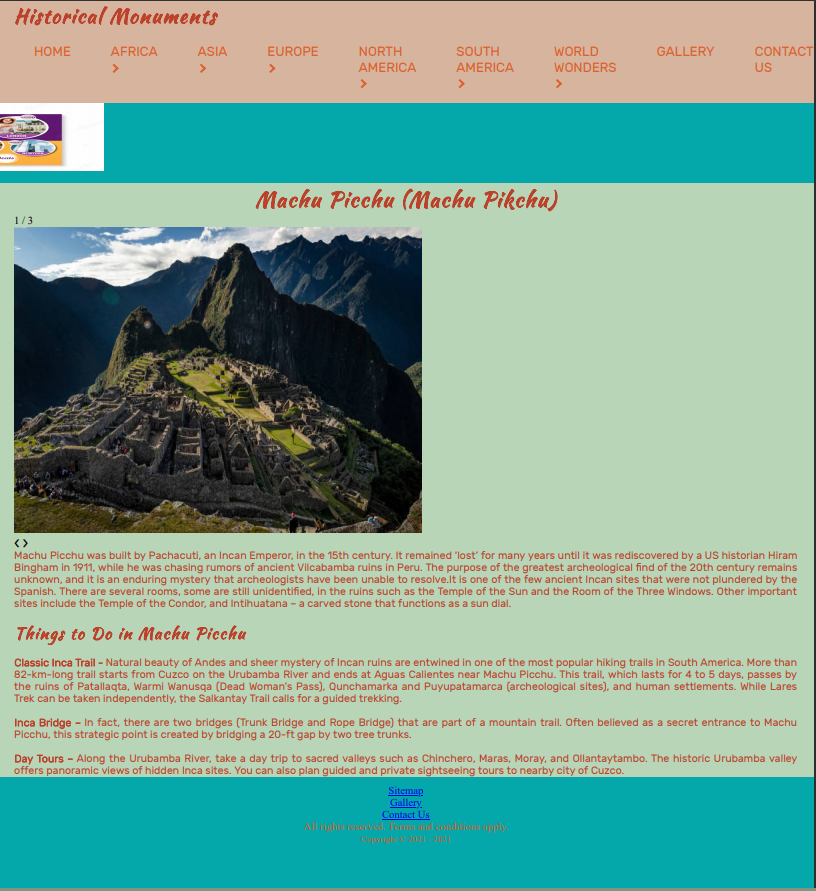 Historical Monuments
HOME AFRICA ASIA EUROPE NORTH AMERICA SOUTH AMERICA WORLD WONDERS GALLERY CONTACT US
Machu Picchu (Machu Pikchu)
1 / 3
Machu Picchu was built by Pachacuti, an Incan Emperor, in the 15th century. It remained 'lost' for many years until it was rediscovered by a US historian Hiram
Bingham in 1911, while he was chasing rumors of ancient Vilcabamba ruins in Peru. The purpose of the greatest archeological find of the 20th century remains
unknown, and it is an enduring mystery that archeologists have been unable to resolve.It is one of the few ancient Incan sites that were not plundered by the
Spanish. There are several rooms, some are still unidentified, in the ruins such as the Temple of the Sun and the Room of the Three Windows. Other important
sites include the Temple of the Condor, and Intihuatana – a carved stone that functions as a sun dial.
Things to Do in Machu Picchu
Classic Inca Trail - Natural beauty of Andes and sheer mystery of Incan ruins are entwined in one of the most popular hiking trails in South America. More than
82-km-long trail starts from Cuzco on the Urubamba River and ends at Aguas Calientes near Machu Picchu. This trail, which lasts for 4 to 5 days, passes by
the ruins of Patallaqta, Warmi Wanusqa (Dead Woman's Pass), Qunchamarka and Puyupatamarca (archeological sites), and human settlements. While Lares
Trek can be taken independently, the Salkantay Trail calls for a guided trekking.
Inca Bridge – In fact, there are two bridges (Trunk Bridge and Rope Bridge) that are part of a mountain trail. Often believed as a secret entrance to Machu
Picchu, this strategic point is created by bridging a 20-ft gap by two tree trunks.
Day Tours – Along the Urubamba River, take a day trip to sacred valleys such as Chinchero, Maras, Moray, and Ollantaytambo. The historic Urubamba valley
offers panoramic views of hidden Inca sites. You can also plan guided and private sightseeing tours to nearby city of Cuzco.
Sitemap
Gallery
Contact Us
All rights reserved. Terms and conditions apply.
Copyright © 2021 - 2021